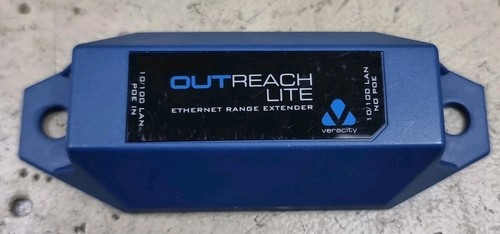 10/100 LAN
POE IN
OUTREACH
LITE
ETHERNET RANGE EXTENDER
veracity
10/100 LAN
NO POE